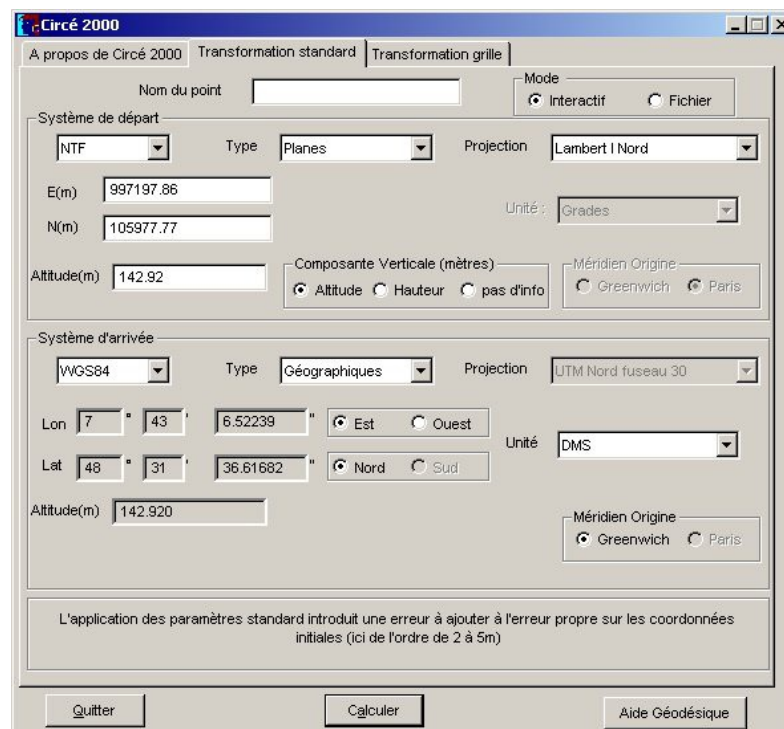 Circé 2000
A propos de Circé 2000 Transformation standard Transformation grille
Nom du point
Mode
Interactif Fichier
Système de départ
NTF Type Planes Projection Lambert I Nord
E(m) 997197.86
Unité : Grades
N(m) 105977.77
Altitude(m) 142.92
Composante Verticale (mètres)
Altitude Hauteur pas d'info
Méridien Origine
Greenwich Paris
Système d'arrivée
WGS84 Type Géographiques Projection UTM Nord fuseau 30
Lon 7 ° 43 ' 6.52239 " Est Ouest
Unité DMS
Lat 48 ° 31 ' 36.61682 " Nord Sud
Altitude(m) 142.920
Méridien Origine
Greenwich Paris
L'application des paramètres standard introduit une erreur à ajouter à l'erreur propre sur les coordonnées
initiales (ici de l'ordre de 2 à 5m)
Quitter Calculer Aide Géodésique